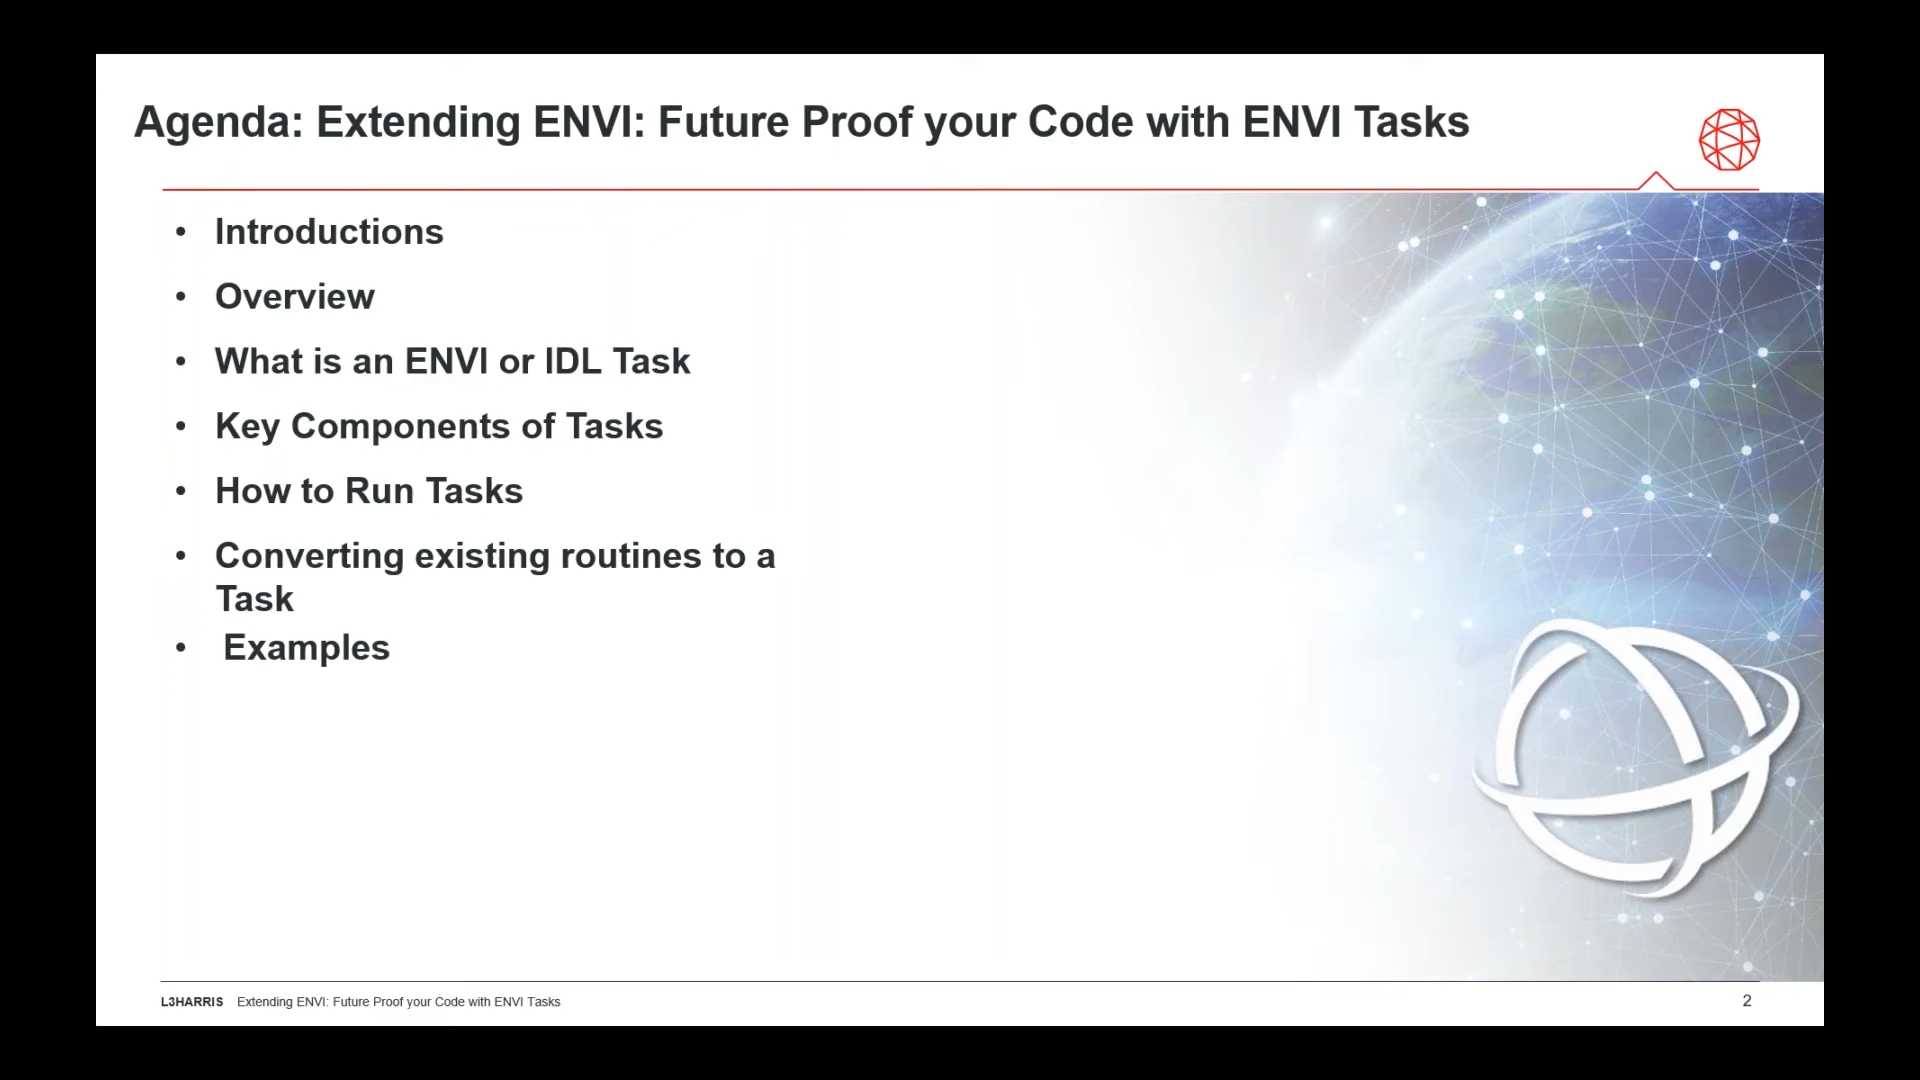 Agenda: Extending ENVI: Future Proof your Code with ENVI Tasks
• Introductions
• Overview
• What is an ENVI or IDL Task
• Key Components of Tasks
• How to Run Tasks
• Converting existing routines to a
Task
• Examples
L3HARRIS Extending ENVI: Future Proof your Code with ENVI Tasks
2